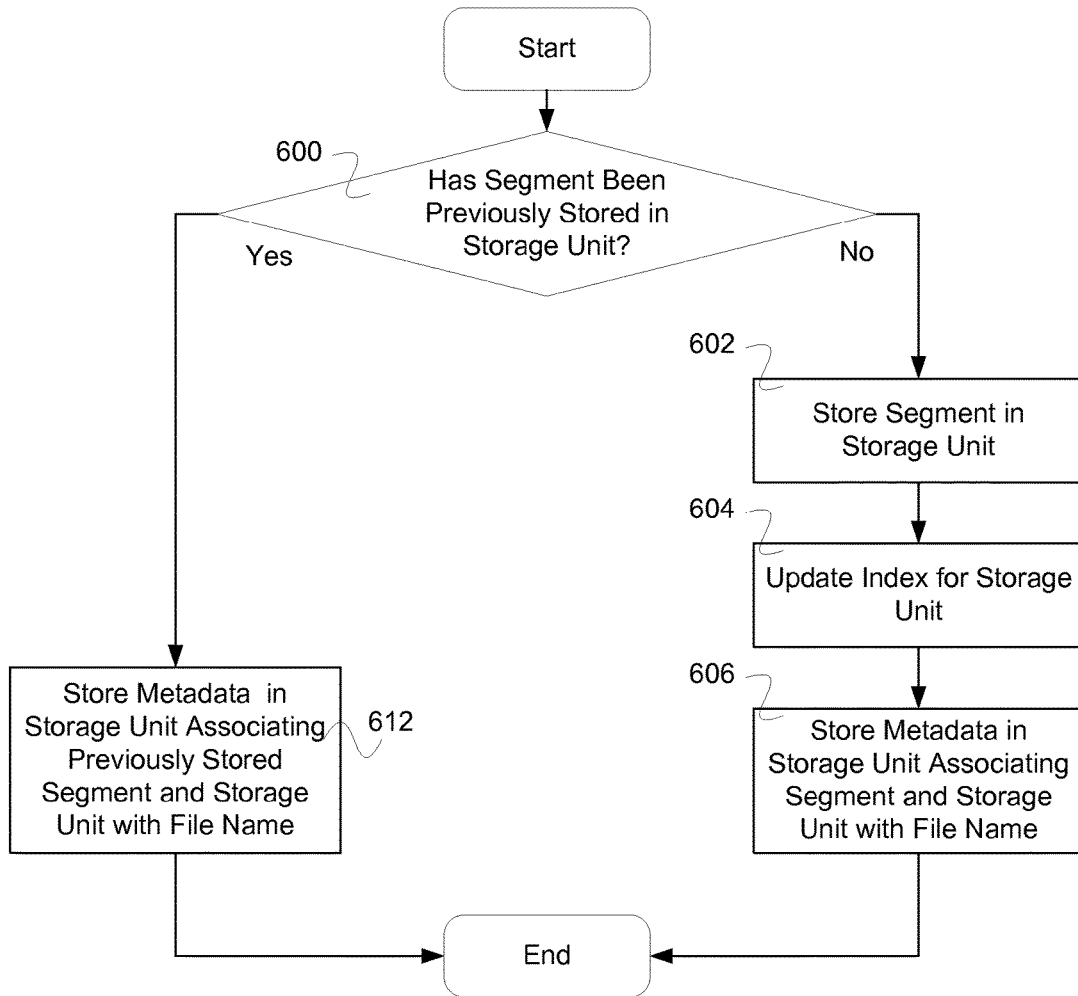 Start
600
Has Segment Been
Previously Stored in
Storage Unit?
Yes
No
602
Store Segment in
Storage Unit
604
Update Index for Storage
Unit
Store Metadata in
Storage Unit Associating
Previously Stored
Segment and Storage
Unit with File Name
612
606
Store Metadata in
Storage Unit Associating
Segment and Storage
Unit with File Name
End